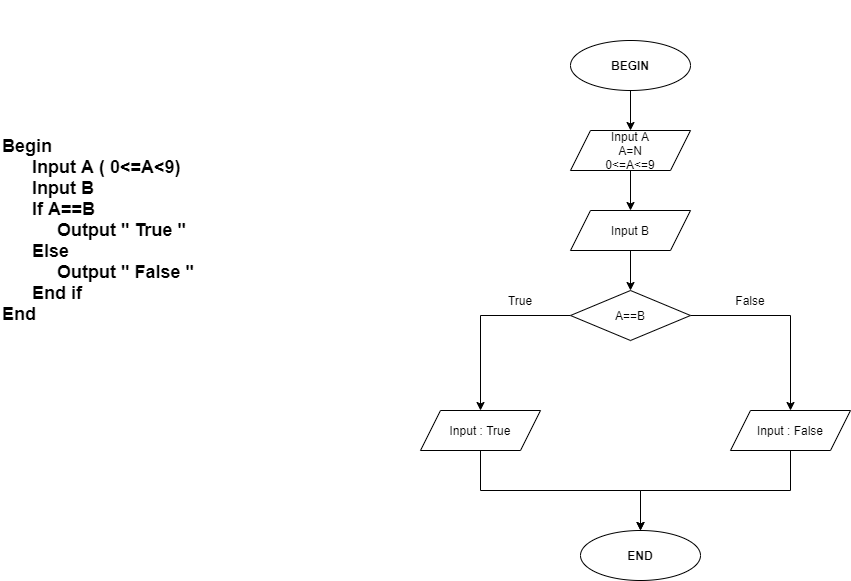 Begin
Input A ( 0<=A<9)
Input B
If A==B
Output " True "
Else
Output " False "
End if
End
BEGIN
Input A
A=N
0<=A<=9
Input B
True
False
A==B
Input : True
Input : False
END